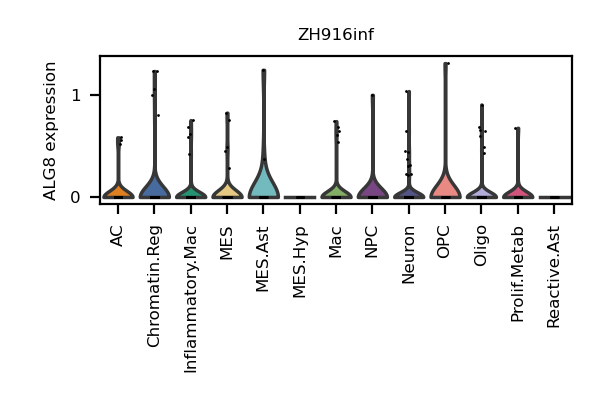 ZH916inf
ALG8 expression
1
0
AC
Chromatin.Reg
Inflammatory.Mac
MES
MES.Ast
MES.Hyp
Mac
NPC
Neuron
OPC
Oligo
Prolif.Metab
Reactive.Ast